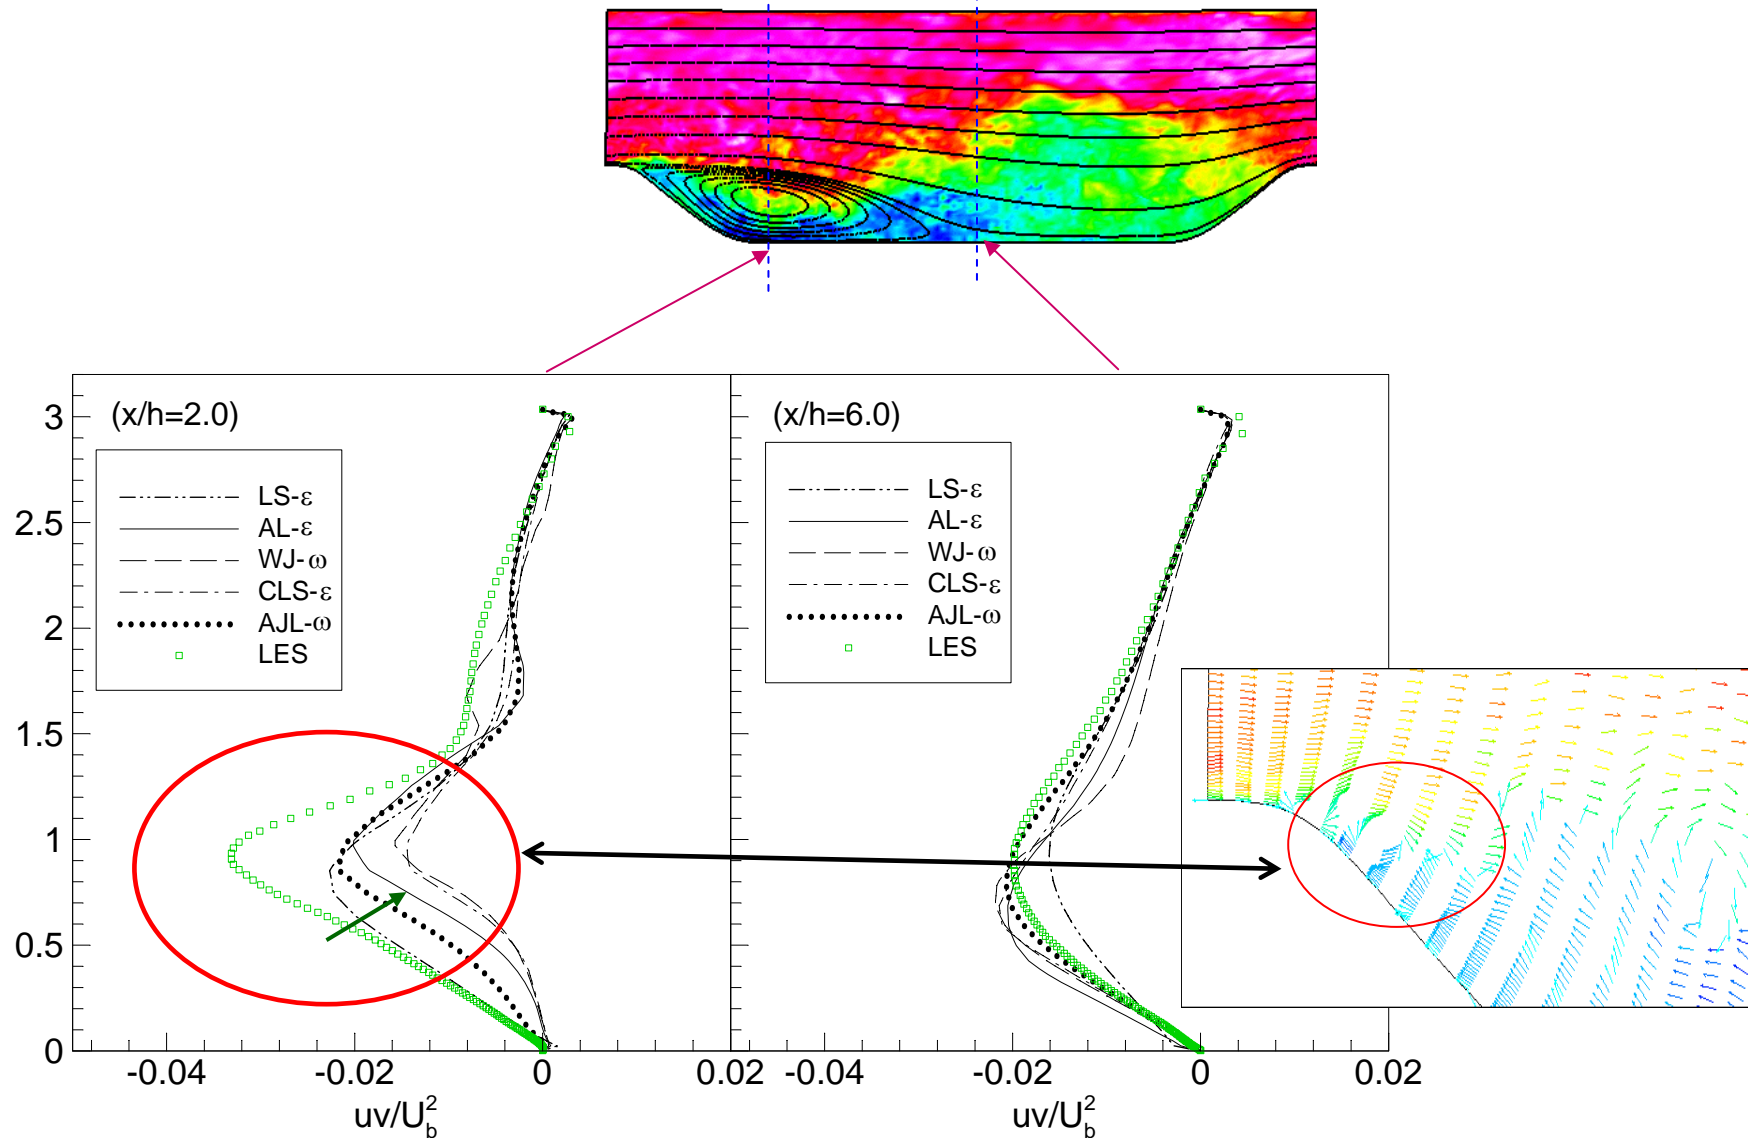 (x/h=2.0)
LS-ε
AL-ε
WJ-ω
CLS-ε
AJL-ω
LES
(x/h=6.0)
LS-ε
AL-ε
WJ-ω
CLS-ε
AJL-ω
LES
3
2.5
2
1.5
1
0.5
0
-0.04 -0.02 0 0.02 -0.04 -0.02 0 0.02
uv/U_b^2 uv/U_b^2